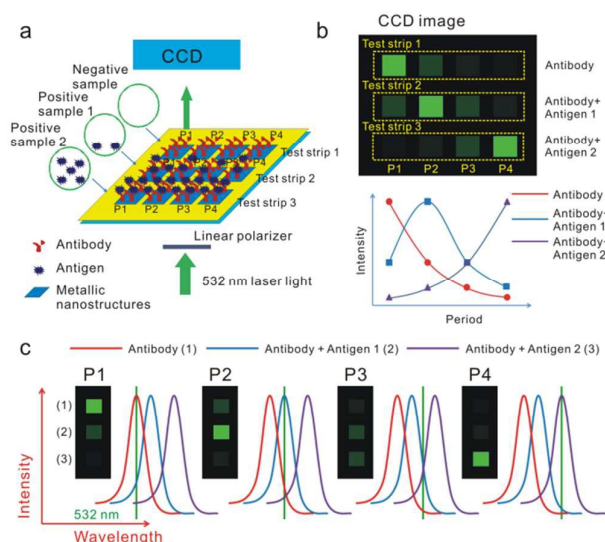 a
CCD
Negative
sample
Positive
sample 1
Positive
sample 2
P1 P2 P3 P4
P1 P2 P3 P4
P1 P2 P3 P4
Test strip 1
Test strip 2
Test strip 3
Linear polarizer
532 nm laser light
Antibody
Antigen
Metallic
nanostructures
b
CCD image
Test strip 1
Antibody
Test strip 2
Antibody+
Antigen 1
Test strip 3
Antibody+
Antigen 2
P1 P2 P3 P4
Intensity
Period
Antibody
Antibody+
Antigen 1
Antibody+
Antigen 2
c
Antibody (1) Antibody + Antigen 1 (2) Antibody + Antigen 2 (3)
P1 P2 P3 P4
(1)
(2)
(3)
Intensity
532 nm
Wavelength